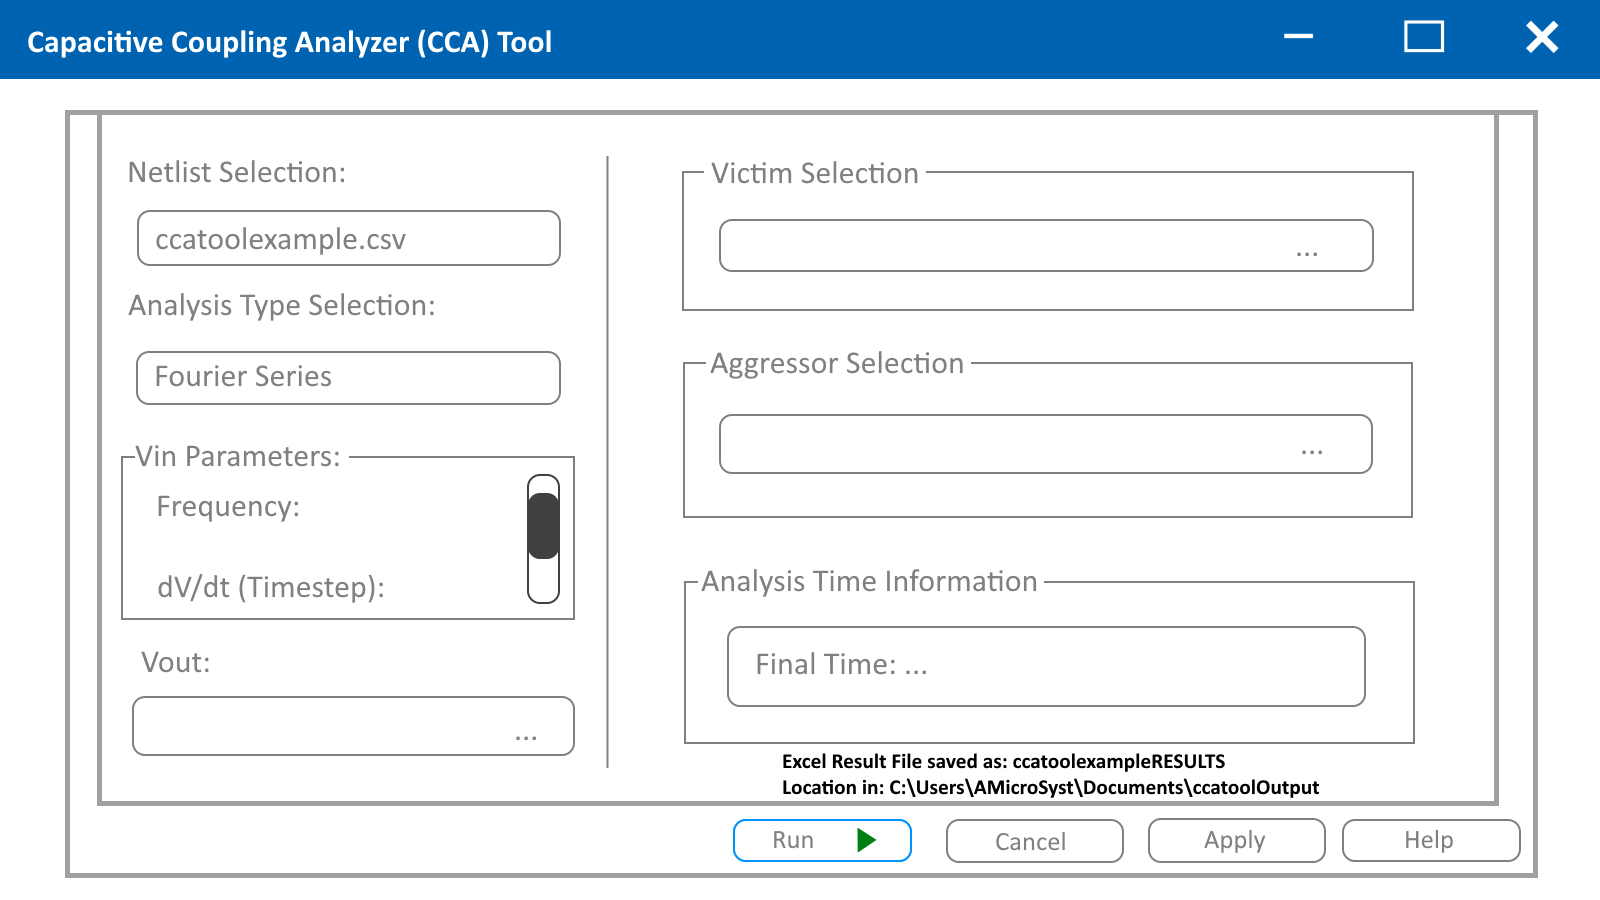 Capacitive Coupling Analyzer (CCA) Tool
Netlist Selection:
ccatoolexample.csv
Analysis Type Selection:
Fourier Series
Vin Parameters:
Frequency:
dV/dt (Timestep):
Vout:
...
Victim Selection
...
Aggressor Selection
...
Analysis Time Information
Final Time: ...
Excel Result File saved as: ccatoolexampleRESULTS
Location in: C:\Users\AMicroSyst\Documents\ccatoolOutput
Run
Cancel
Apply
Help